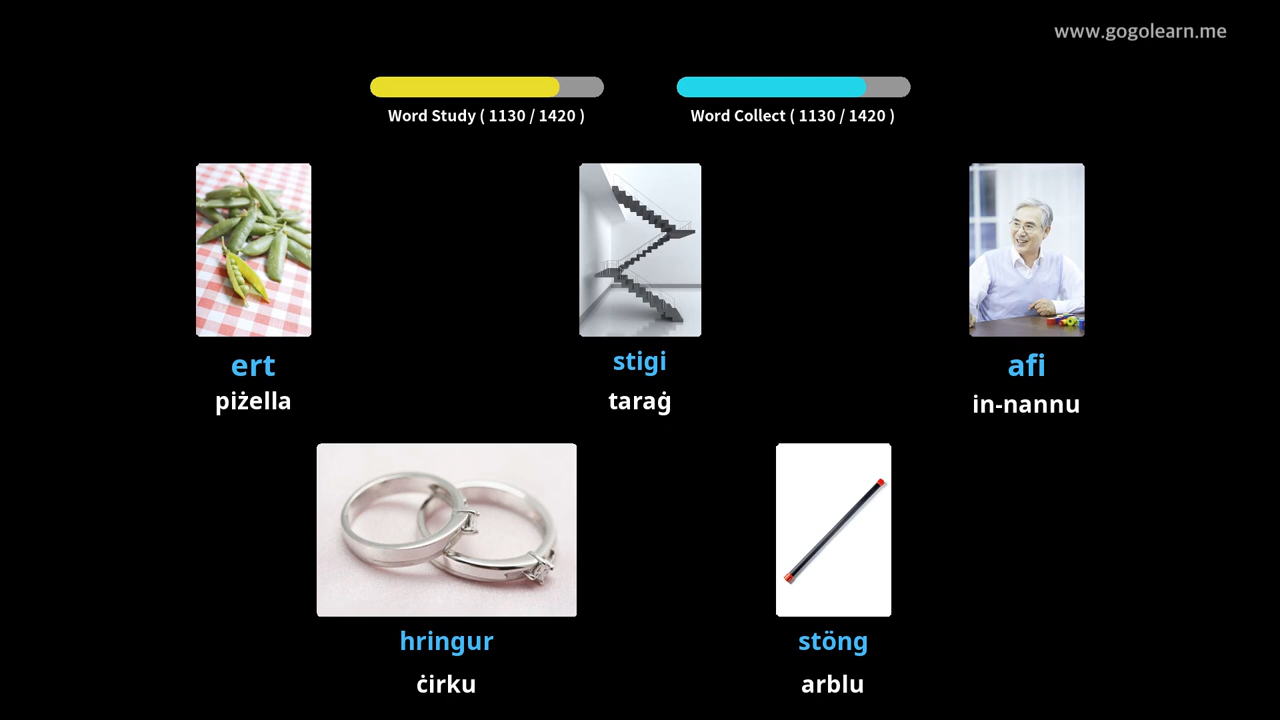 www.gogolearn.me
Word Study ( 1130 / 1420 )
Word Collect ( 1130 / 1420 )
ert
piżella
stigi
taraġ
afi
in-nannu
hringur
ċirku
stöng
arblu